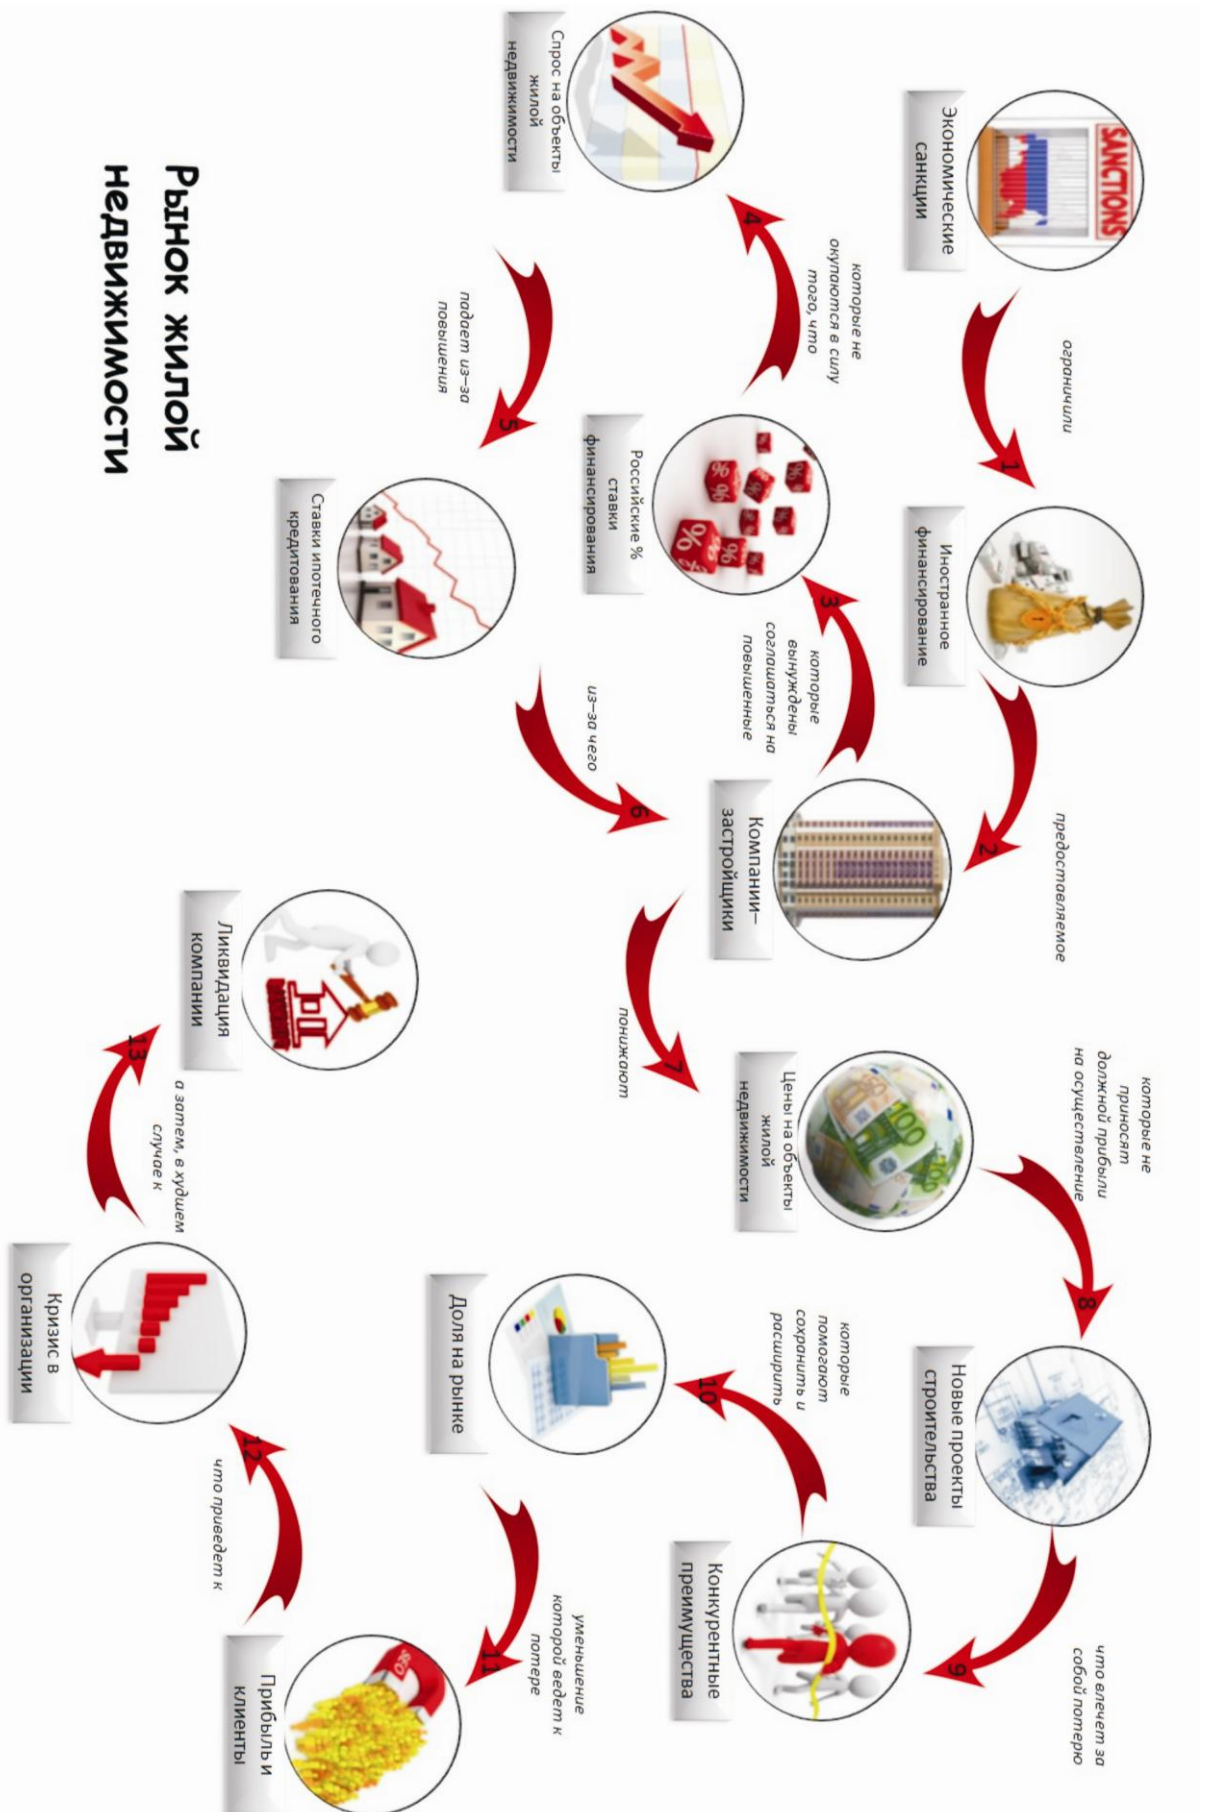 SANCTIONS
Экономические
санкции
ограничили
1
Иностранное
финансирование
предоставляемое
2
Компании–
застройщики
которые
вынуждены
соглашаться на
повышенные
3
Российские %
ставки
финансирования
которые не
окупаются в силу
того, что
4
Спрос на объекты
жилой
недвижимости
падает из–за
повышения
5
Ставки ипотечного
кредитования
из–за чего
6
понижают
7
Цены на объекты
жилой
недвижимости
которые не
приносят
должной прибыли
на осуществление
8
Новые проекты
строительства
что влечет за
собой потерю
9
Конкурентные
преимущества
которые
помогают
сохранить и
расширить
10
Доля на рынке
уменьшение
которой ведет к
потере
11
Прибыль и
клиенты
что приведет к
12
Кризис в
организации
а затем, в худшем
случае к
13
Ликвидация
компании
Рынок жилой
недвижимости